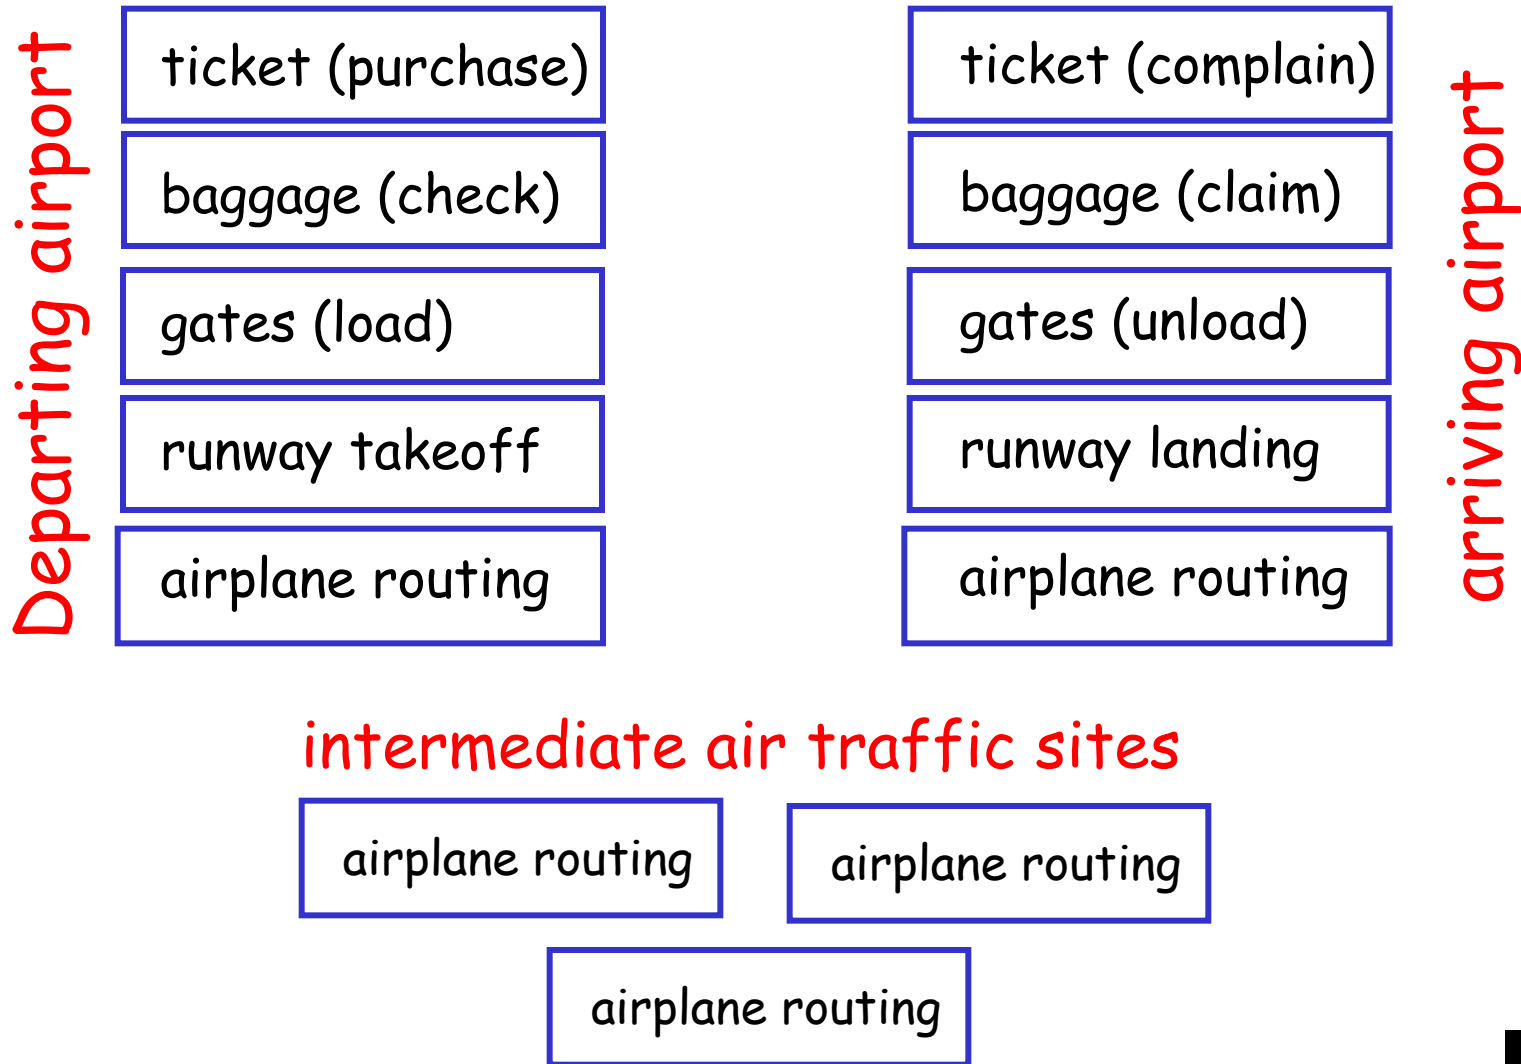 Departing airport
ticket (purchase)
baggage (check)
gates (load)
runway takeoff
airplane routing
ticket (complain)
baggage (claim)
gates (unload)
runway landing
airplane routing
arriving airport
intermediate air traffic sites
airplane routing
airplane routing
airplane routing